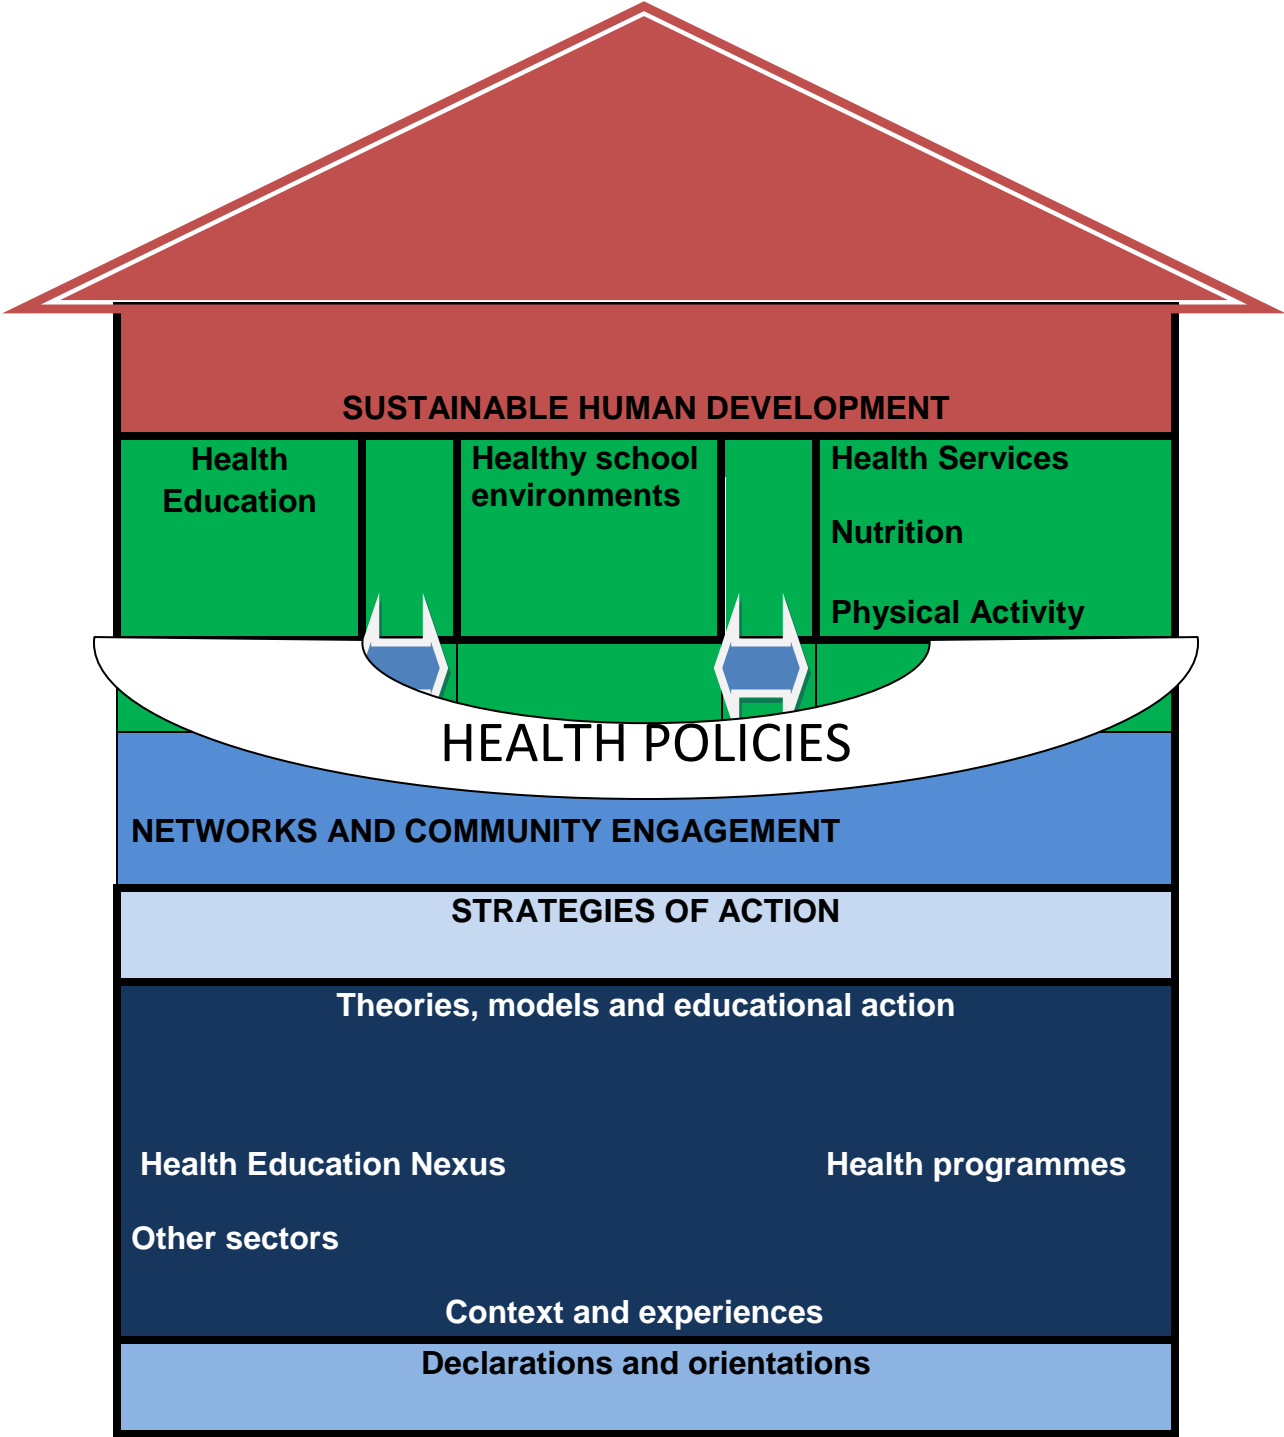 SUSTAINABLE HUMAN DEVELOPMENT
Health
Education
Healthy school
environments
Health Services
Nutrition
Physical Activity
HEALTH POLICIES
NETWORKS AND COMMUNITY ENGAGEMENT
STRATEGIES OF ACTION
Theories, models and educational action
Health Education Nexus
Health programmes
Other sectors
Context and experiences
Declarations and orientations